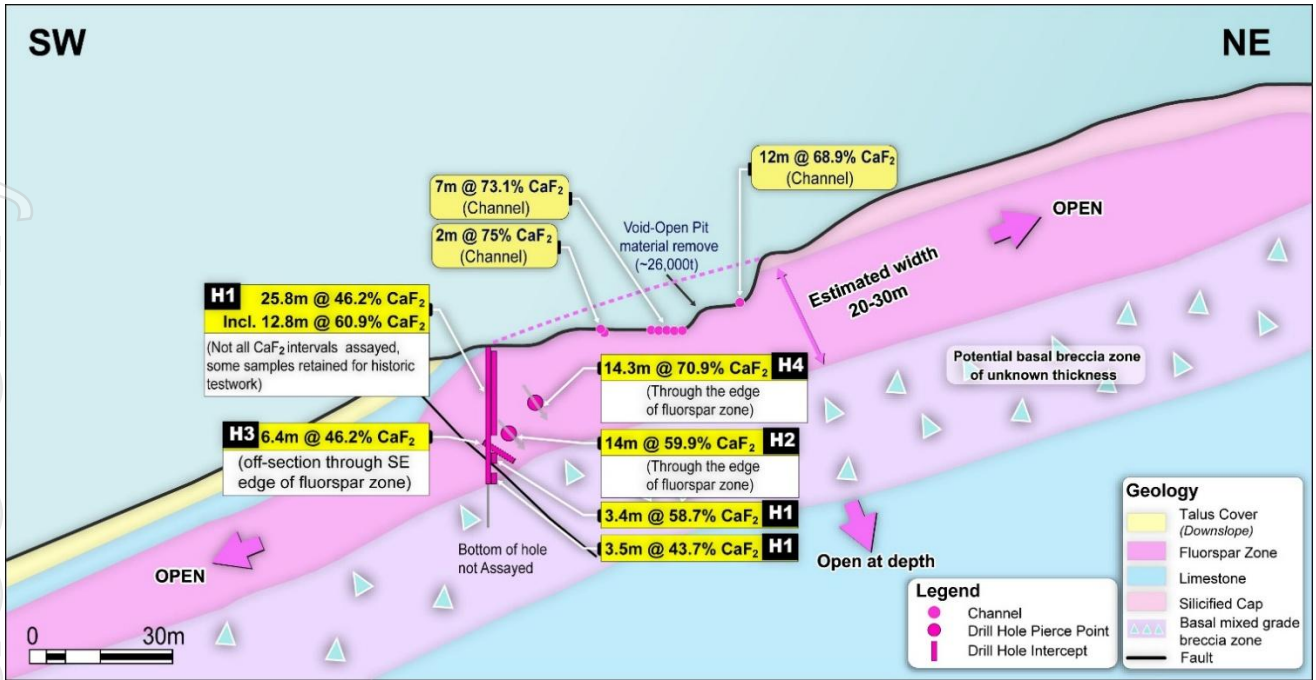 SW
NE
12m @ 68.9% CaF₂
(Channel)
7m @ 73.1% CaF₂
(Channel)
2m @ 75% CaF₂
(Channel)
Void-Open Pit
material remove
(~26,000t)
OPEN
Estimated width
20-30m
H1 25.8m @ 46.2% CaF₂
Incl. 12.8m @ 60.9% CaF₂
(Not all CaF₂ intervals assayed,
some samples retained for historic
testwork)
Potential basal breccia zone
of unknown thickness
14.3m @ 70.9% CaF₂ H4
(Through the edge
of fluorspar zone)
H3 6.4m @ 46.2% CaF₂
(off-section through SE
edge of fluorspar zone)
14m @ 59.9% CaF₂ H2
(Through the edge
of fluorspar zone)
3.4m @ 58.7% CaF₂ H1
3.5m @ 43.7% CaF₂ H1
Bottom of hole
not Assayed
OPEN
Open at depth
0 30m
Legend
Channel
Drill Hole Pierce Point
Drill Hole Intercept
Geology
Talus Cover
(Downslope)
Fluorspar Zone
Limestone
Silicified Cap
Basal mixed grade
breccia zone
Fault